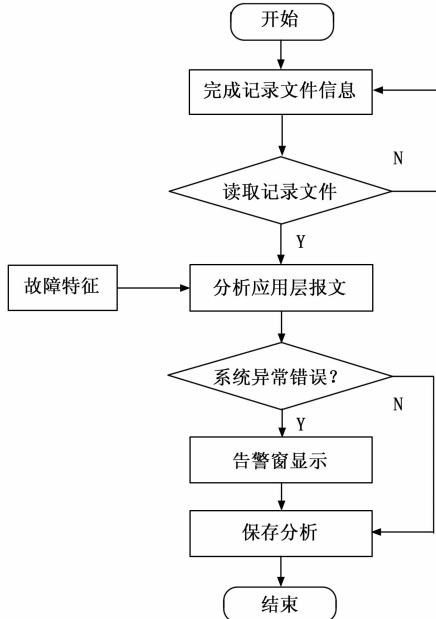 开始
完成记录文件信息
N
读取记录文件
Y
故障特征
分析应用层报文
系统异常错误？
N
Y
告警窗显示
保存分析
结束